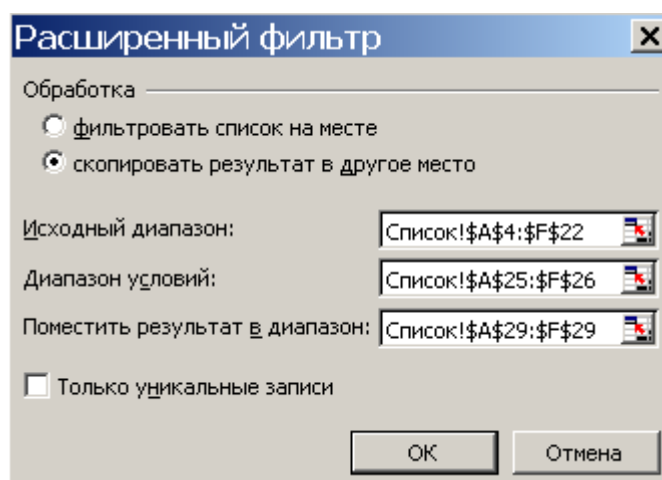 Расширенный фильтр
Обработка
фильтровать список на месте
скопировать результат в другое место
Исходный диапазон: Список!$A$4:$F$22
Диапазон условий: Список!$A$25:$F$26
Поместить результат в диапазон: Список!$A$29:$F$29
Только уникальные записи
ОК Отмена